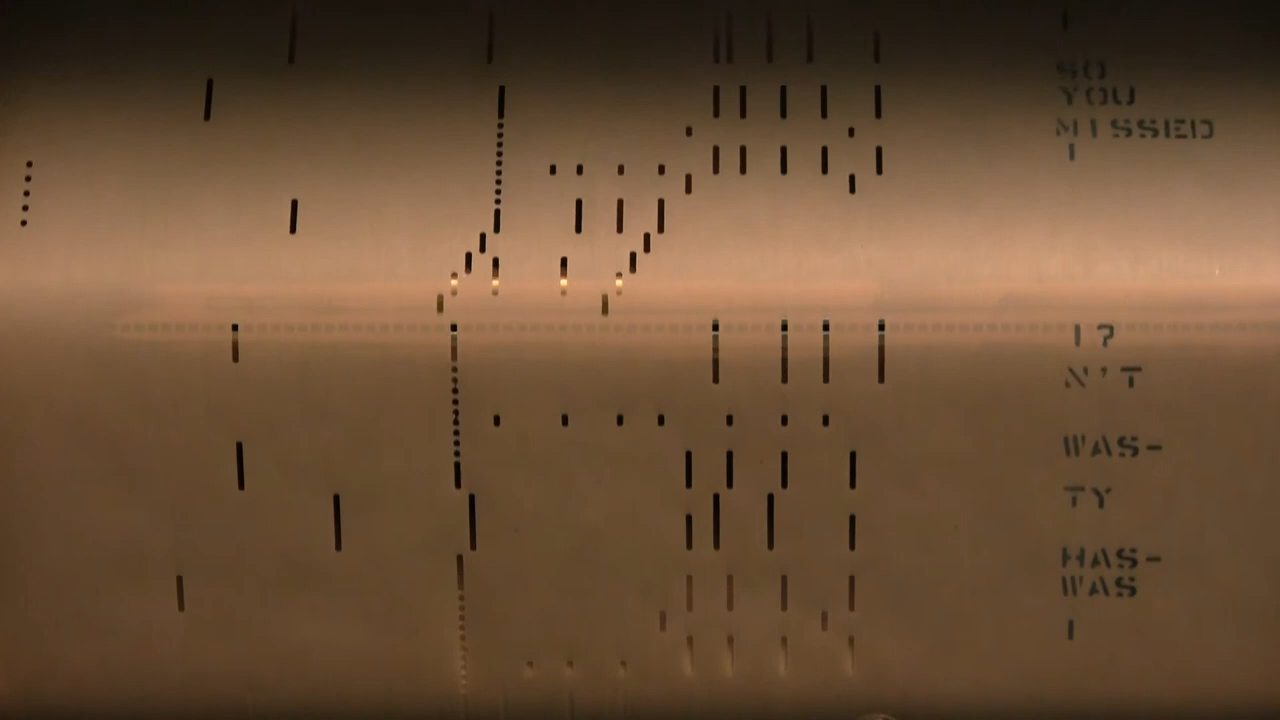 SO
YOU
MISSED
I
I?
N'T
WAS-
TY
HAS-
WAS
I